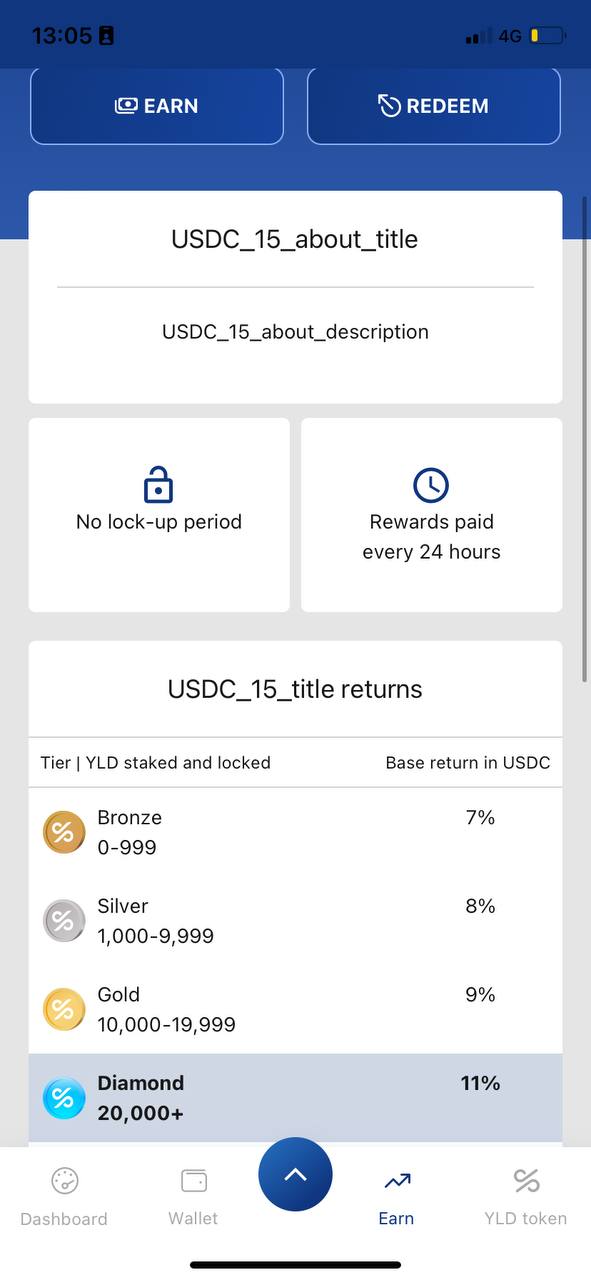 13:05
4G
EARN
REDEEM
USDC_15_about_title
USDC_15_about_description
No lock-up period
Rewards paid
every 24 hours
USDC_15_title returns
Tier | YLD staked and locked
Base return in USDC
Bronze
7%
0-999
Silver
8%
1,000-9,999
Gold
9%
10,000-19,999
Diamond
11%
20,000+
Dashboard
Wallet
Earn
YLD token